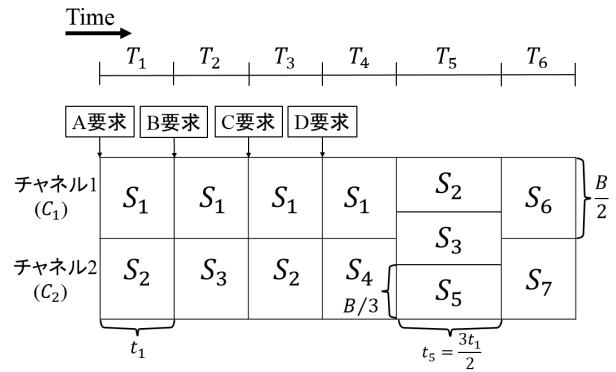 Time
T₁ T₂ T₃ T₄ T₅ T₆
A要求 B要求 C要求 D要求
チャネル1
(C₁)
S₁ S₁ S₁ S₁ S₂ S₆
B/2
S₃
チャネル2
(C₂)
S₂ S₃ S₂ S₄ S₅ S₇
B/3
t₁
t₅ = 3t₁/2